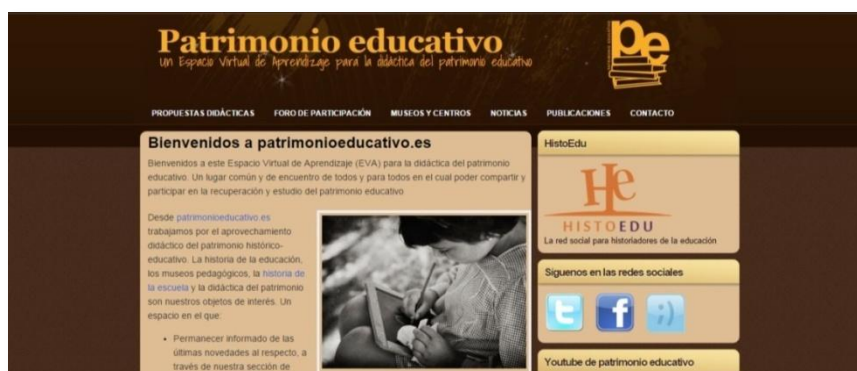 Patrimonio educativo
un Espacio Virtual de Aprendizaje para la didáctica del patrimonio educativo
pe
PROPUESTAS DIDÁCTICAS FORO DE PARTICIPACIÓN MUSEOS Y CENTROS NOTICIAS PUBLICACIONES CONTACTO
Bienvenidos a patrimonioeducativo.es
Bienvenidos a este Espacio Virtual de Aprendizaje (EVA) para la didáctica del patrimonio
educativo. Un lugar común y de encuentro de todos y para todos en el cual poder compartir y
participar en la recuperación y estudio del patrimonio educativo
Desde patrimonioeducativo.es
trabajamos por el aprovechamiento
didáctico del patrimonio histórico-
educativo. La historia de la educación,
los museos pedagógicos, la historia de
la escuela y la didáctica del patrimonio
son nuestros objetos de interés. Un
espacio en el que:
• Permanecer informado de las
últimas novedades al respecto, a
través de nuestra sección de
HistoEdu
He
HISTOEDU
La red social para historiadores de la educación
Síguenos en las redes sociales
t f ;)
Youtube de patrimonio educativo